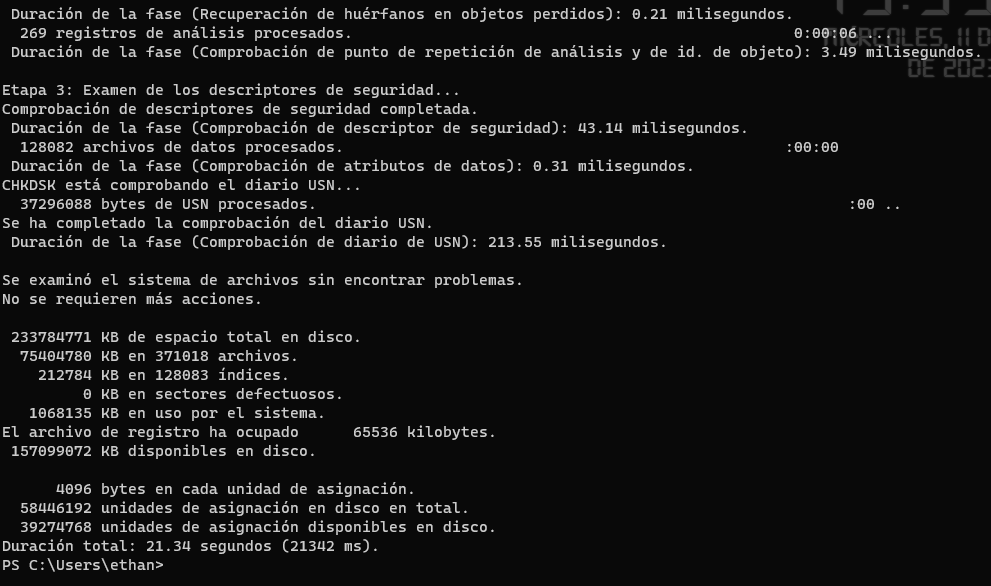 Duración de la fase (Recuperación de huérfanos en objetos perdidos): 0.21 milisegundos.
269 registros de análisis procesados. 0:00:06 ...
Duración de la fase (Comprobación de punto de repetición de análisis y de id. de objeto): 3.49 milisegundos.
MIÉRCOLES, 11 D
DE 202
Etapa 3: Examen de los descriptores de seguridad...
Comprobación de descriptores de seguridad completada.
Duración de la fase (Comprobación de descriptor de seguridad): 43.14 milisegundos.
128082 archivos de datos procesados. :00:00
Duración de la fase (Comprobación de atributos de datos): 0.31 milisegundos.
CHKDSK está comprobando el diario USN...
37296088 bytes de USN procesados. :00 ..
Se ha completado la comprobación del diario USN.
Duración de la fase (Comprobación de diario de USN): 213.55 milisegundos.
Se examinó el sistema de archivos sin encontrar problemas.
No se requieren más acciones.
233784771 KB de espacio total en disco.
75404780 KB en 371018 archivos.
212784 KB en 128083 índices.
0 KB en sectores defectuosos.
1068135 KB en uso por el sistema.
El archivo de registro ha ocupado 65536 kilobytes.
157099072 KB disponibles en disco.
4096 bytes en cada unidad de asignación.
58446192 unidades de asignación en disco en total.
39274768 unidades de asignación disponibles en disco.
Duración total: 21.34 segundos (21342 ms).
PS C:\Users\ethan>